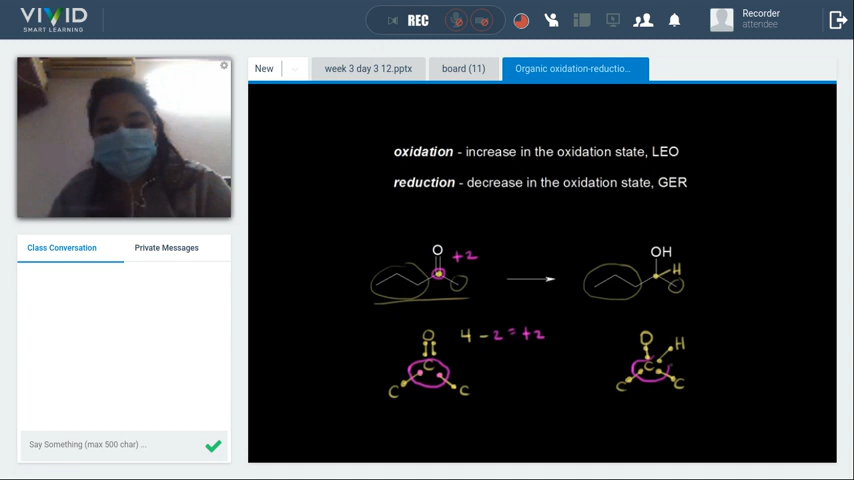 VIVID
SMART LEARNING
REC
Recorder
attendee
New
week 3 day 3 12.pptx
board (11)
Organic oxidation-reductio...
oxidation - increase in the oxidation state, LEO
reduction - decrease in the oxidation state, GER
O
+2
OH
H
O
4 - 2 = +2
C
C
C
O
H
C
C
C
Class Conversation
Private Messages
Say Something (max 500 char) ...